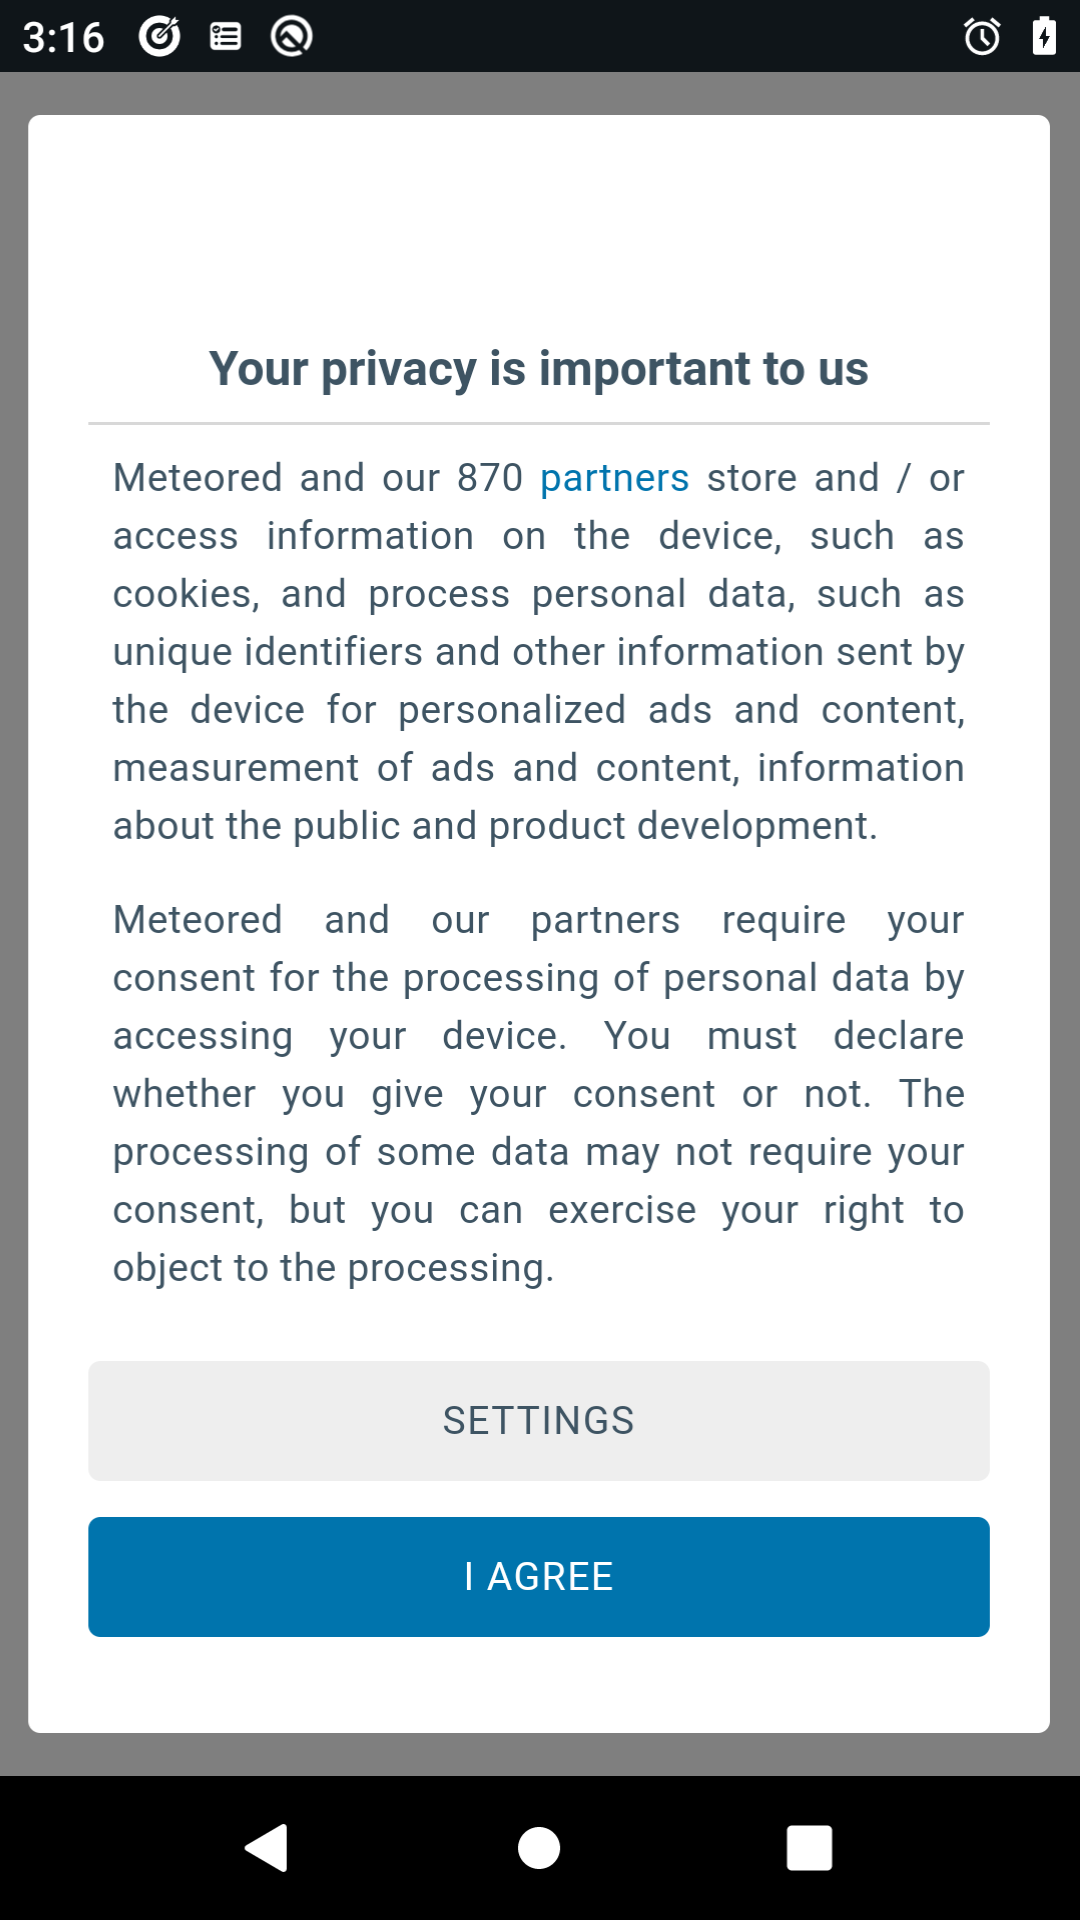 3:16
Your privacy is important to us
Meteored and our 870 partners store and / or
access information on the device, such as
cookies, and process personal data, such as
unique identifiers and other information sent by
the device for personalized ads and content,
measurement of ads and content, information
about the public and product development.
Meteored and our partners require your
consent for the processing of personal data by
accessing your device. You must declare
whether you give your consent or not. The
processing of some data may not require your
consent, but you can exercise your right to
object to the processing.
SETTINGS
I AGREE